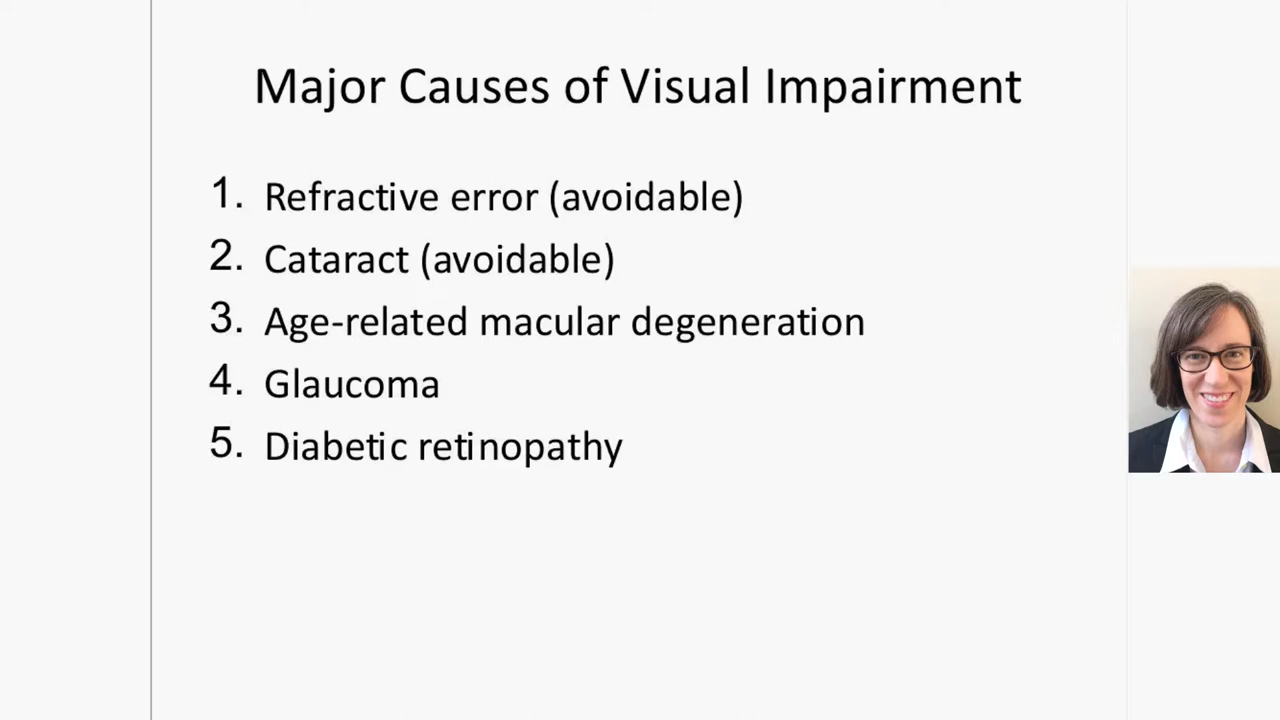 Major Causes of Visual Impairment
1. Refractive error (avoidable)
2. Cataract (avoidable)
3. Age-related macular degeneration
4. Glaucoma
5. Diabetic retinopathy